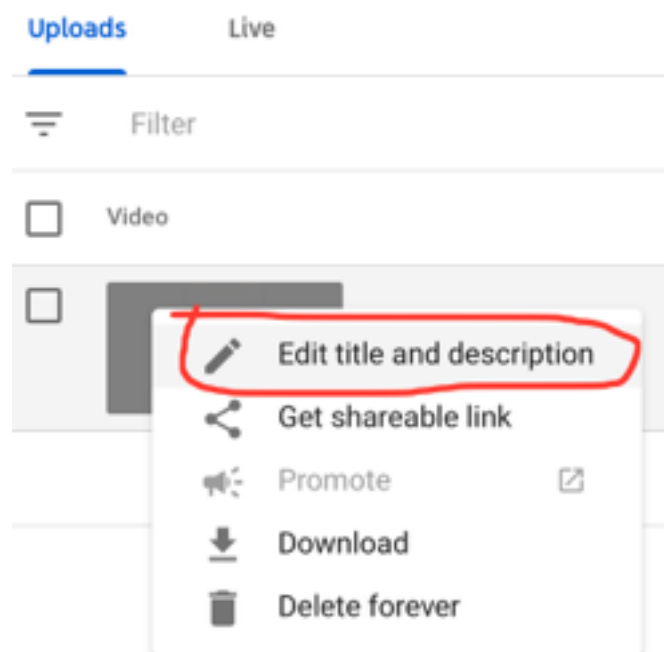 Uploads Live
Filter
Video
Edit title and description
Get shareable link
Promote
Download
Delete forever